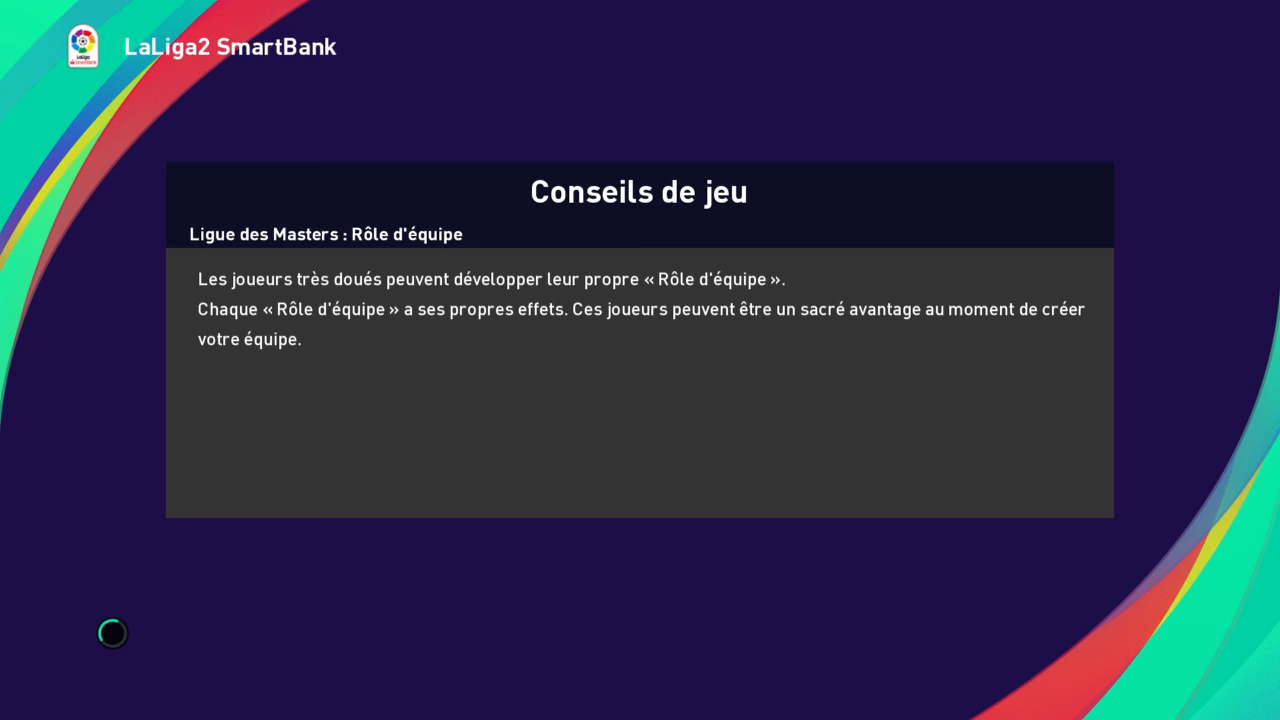 LaLiga2 SmartBank
Conseils de jeu
Ligue des Masters : Rôle d'équipe
Les joueurs très doués peuvent développer leur propre « Rôle d'équipe ».
Chaque « Rôle d'équipe » a ses propres effets. Ces joueurs peuvent être un sacré avantage au moment de créer
votre équipe.